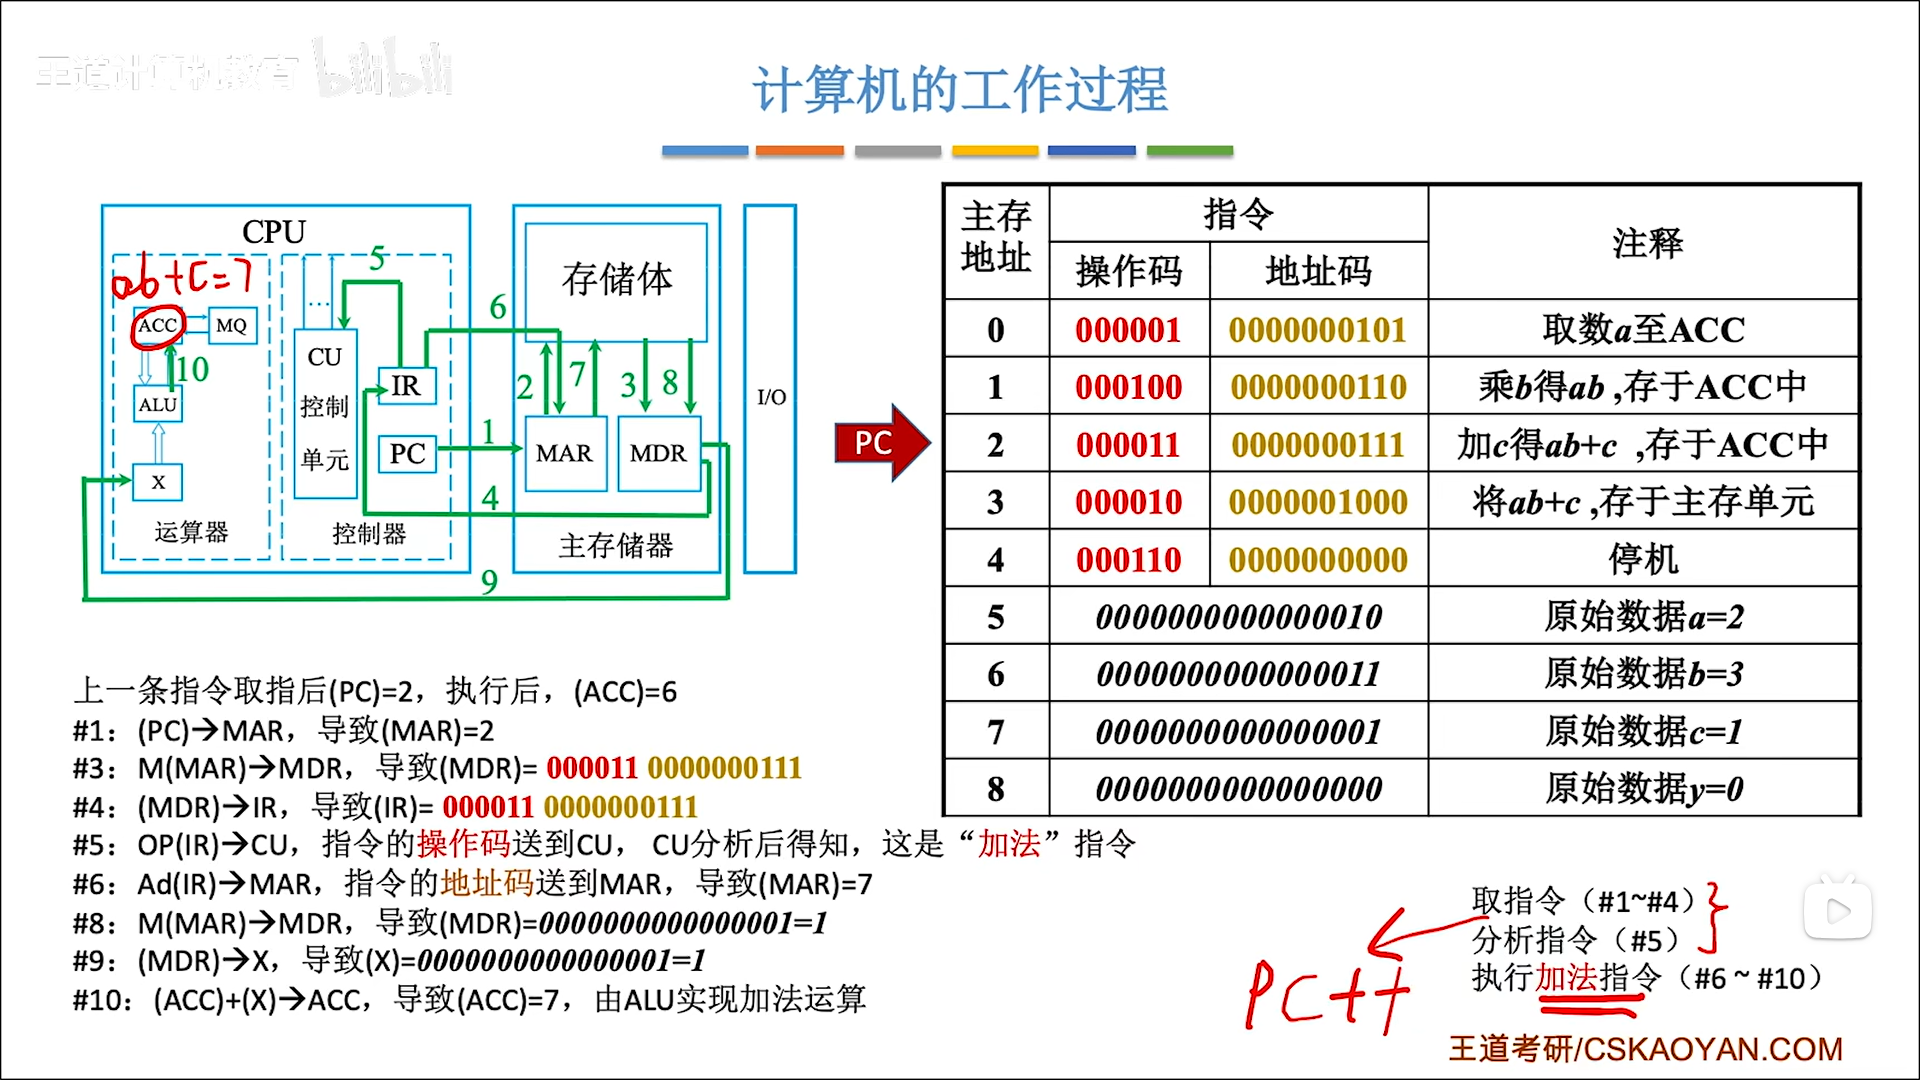 王道计算机教育 bilibili
计算机的工作过程
CPU
ab+c=7
ACC
MQ
10
ALU
X
运算器
5
...
CU
控制
单元
IR
PC
控制器
6
1
4
9
存储体
2
7
3
8
MAR
MDR
主存储器
I/O
PC
主存地址 指令 注释
操作码 地址码
0 000001 0000000101 取数a至ACC
1 000100 0000000110 乘b得ab ,存于ACC中
2 000011 0000000111 加c得ab+c ,存于ACC中
3 000010 0000001000 将ab+c ,存于主存单元
4 000110 0000000000 停机
5 0000000000000010 原始数据a=2
6 0000000000000011 原始数据b=3
7 0000000000000001 原始数据c=1
8 0000000000000000 原始数据y=0
上一条指令取指后(PC)=2，执行后，(ACC)=6
#1：(PC)→MAR，导致(MAR)=2
#3：M(MAR)→MDR，导致(MDR)= 000011 0000000111
#4：(MDR)→IR，导致(IR)= 000011 0000000111
#5：OP(IR)→CU，指令的操作码送到CU， CU分析后得知，这是“加法”指令
#6：Ad(IR)→MAR，指令的地址码送到MAR，导致(MAR)=7
#8：M(MAR)→MDR，导致(MDR)=0000000000000001=1
#9：(MDR)→X，导致(X)=0000000000000001=1
#10：(ACC)+(X)→ACC，导致(ACC)=7，由ALU实现加法运算
取指令（#1~#4）
分析指令（#5）
执行加法指令（#6 ~ #10）
PC++
王道考研/CSKAOYAN.COM